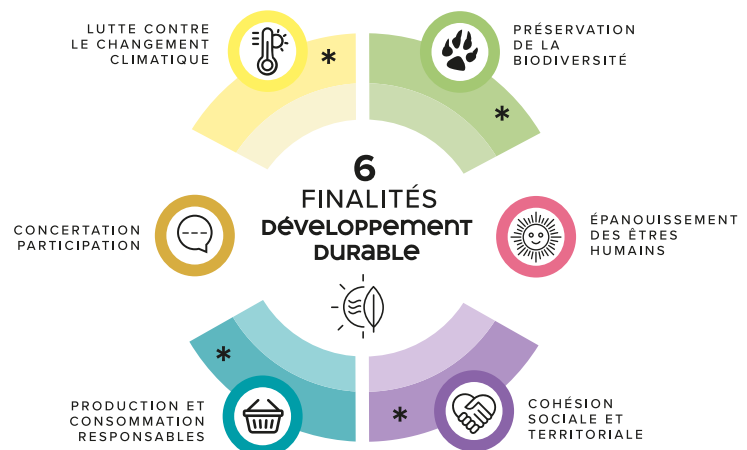 LUTTE CONTRE
LE CHANGEMENT
CLIMATIQUE
*
PRÉSERVATION
DE LA
BIODIVERSITÉ
*
6
FINALITÉS
DÉVELOPPEMENT
DURABLE
CONCERTATION
PARTICIPATION
ÉPANOUISSEMENT
DES ÊTRES
HUMAINS
*
PRODUCTION ET
CONSOMMATION
RESPONSABLES
*
COHÉSION
SOCIALE ET
TERRITORIALE